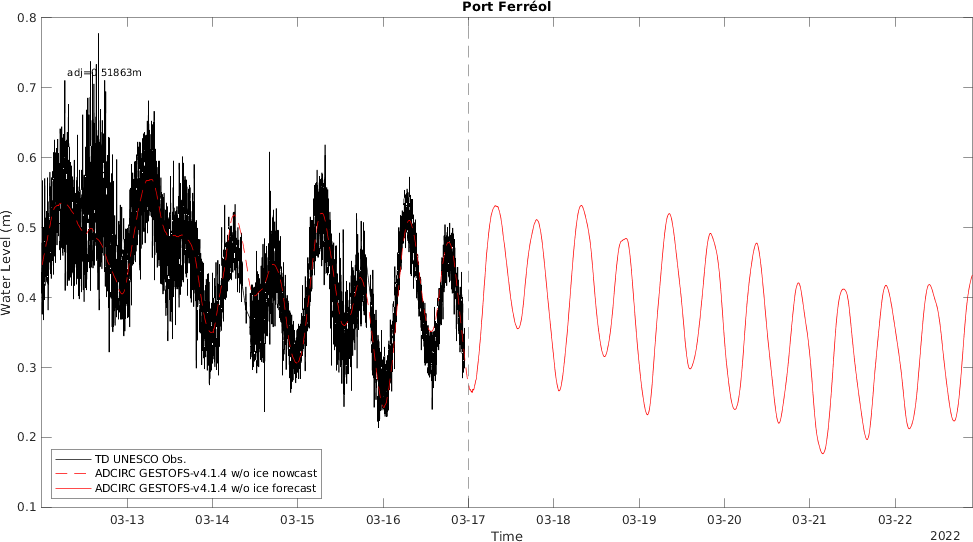 Port Ferréol
0.8
0.7
0.6
0.5
0.4
0.3
0.2
0.1
Water Level (m)
adj=0.51863m
TD UNESCO Obs.
ADCIRC GESTOFS-v4.1.4 w/o ice nowcast
ADCIRC GESTOFS-v4.1.4 w/o ice forecast
03-13 03-14 03-15 03-16 03-17 03-18 03-19 03-20 03-21 03-22
Time
2022